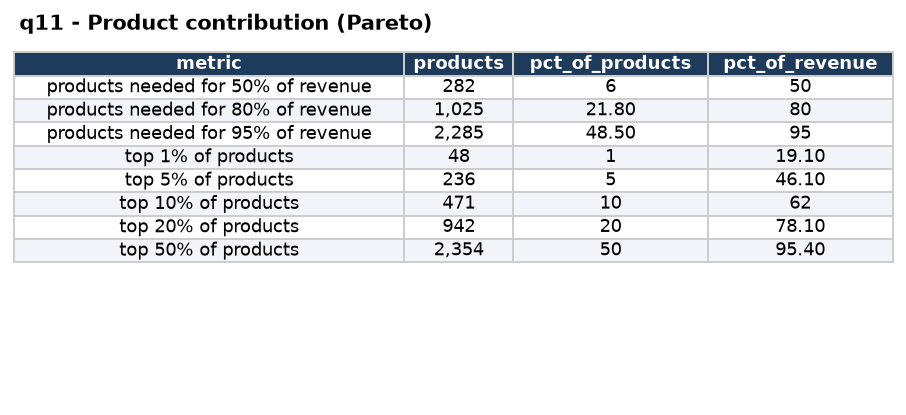 q11 - Product contribution (Pareto)
metric products pct_of_products pct_of_revenue
products needed for 50% of revenue 282 6 50
products needed for 80% of revenue 1,025 21.80 80
products needed for 95% of revenue 2,285 48.50 95
top 1% of products 48 1 19.10
top 5% of products 236 5 46.10
top 10% of products 471 10 62
top 20% of products 942 20 78.10
top 50% of products 2,354 50 95.40